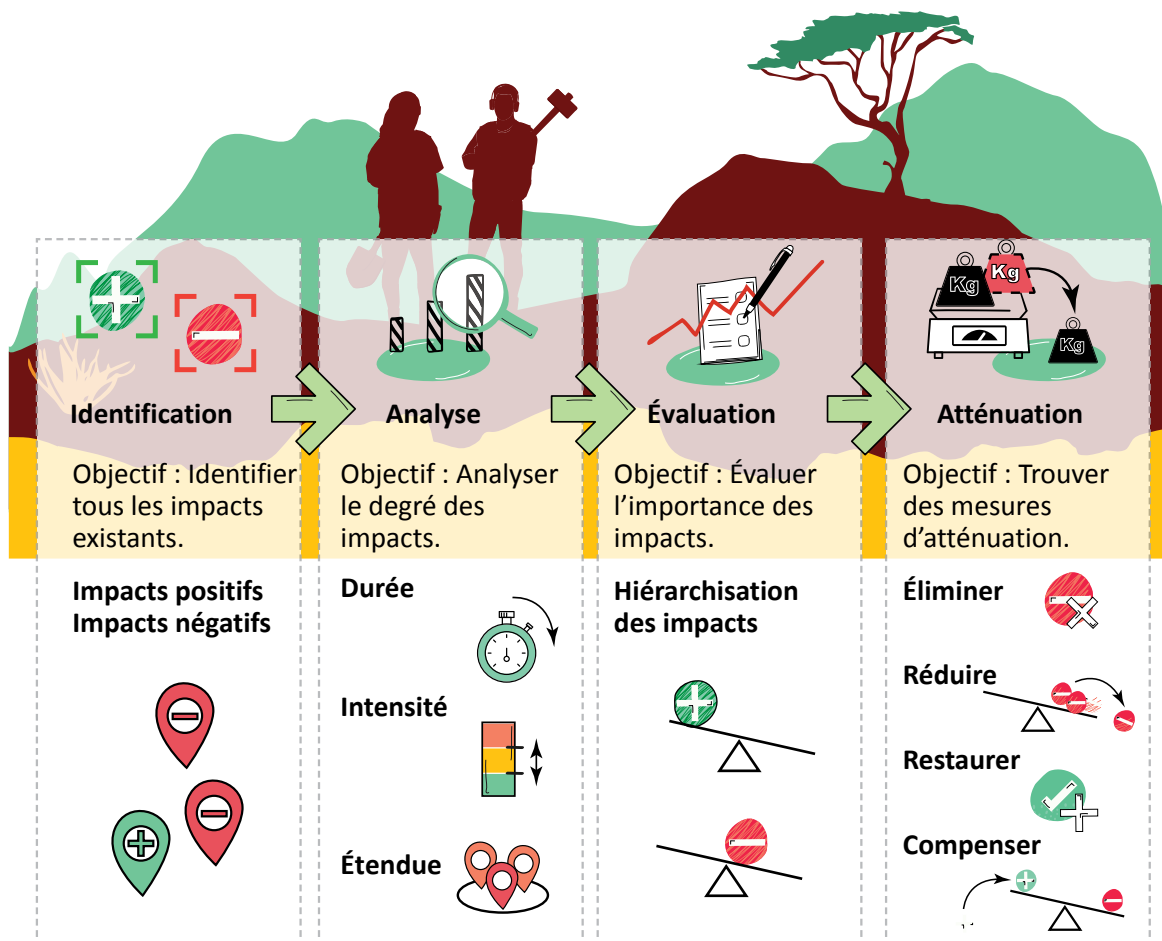 Kg
Kg
Kg
Identification
Objectif : Identifier
tous les impacts
existants.
Impacts positifs
Impacts négatifs
Analyse
Objectif : Analyser
le degré des
impacts.
Durée
Intensité
Étendue
Évaluation
Objectif : Évaluer
l’importance des
impacts.
Hiérarchisation
des impacts
Atténuation
Objectif : Trouver
des mesures
d’atténuation.
Éliminer
Réduire
Restaurer
Compenser